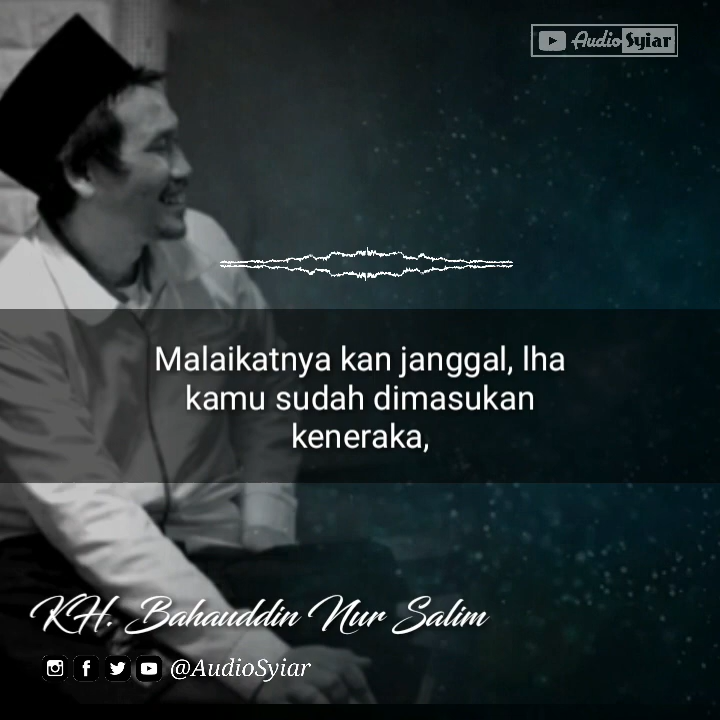 Audio Syiar
Malaikatnya kan janggal, lha
kamu sudah dimasukan
keneraka,
KH. Bahauddin Nur Salim
@AudioSyiar